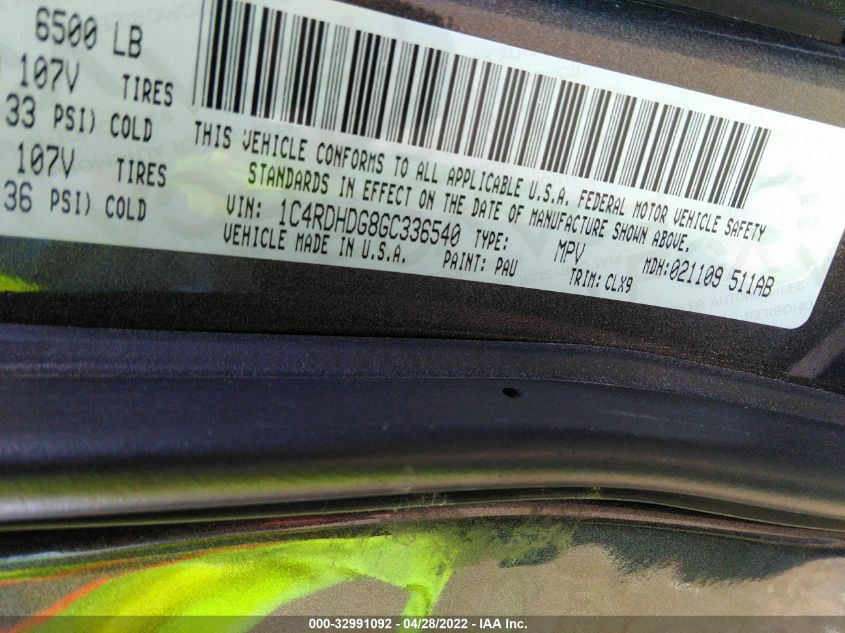 6500 LB
107V TIRES
33 PSI) COLD
107V TIRES
36 PSI) COLD
THIS VEHICLE CONFORMS TO ALL APPLICABLE U.S.A. FEDERAL MOTOR VEHICLE SAFETY
STANDARDS IN EFFECT ON THE DATE OF MANUFACTURE SHOWN ABOVE.
VIN: 1C4RDHDG8GC336540 TYPE: MPV MDH:021109 511AB
VEHICLE MADE IN U.S.A. PAINT: PAU TRIM: CLX9
000-32991092 - 04/28/2022 - IAA Inc.